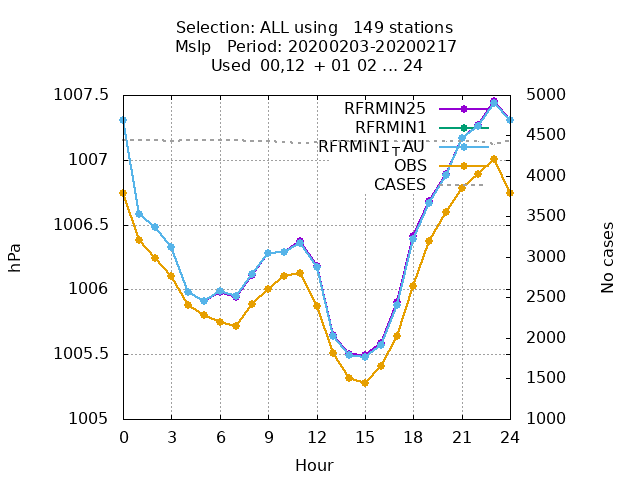 Selection: ALL using   149 stations
Mslp   Period: 20200203-20200217
Used  00,12  + 01 02 ... 24
1007.5
1007
1006.5
1006
1005.5
1005
5000
4500
4000
3500
3000
2500
2000
1500
1000
RFRMIN25
RFRMIN1
RFRMIN1+AU
OBS
CASES
hPa
No cases
0 3 6 9 12 15 18 21 24
Hour